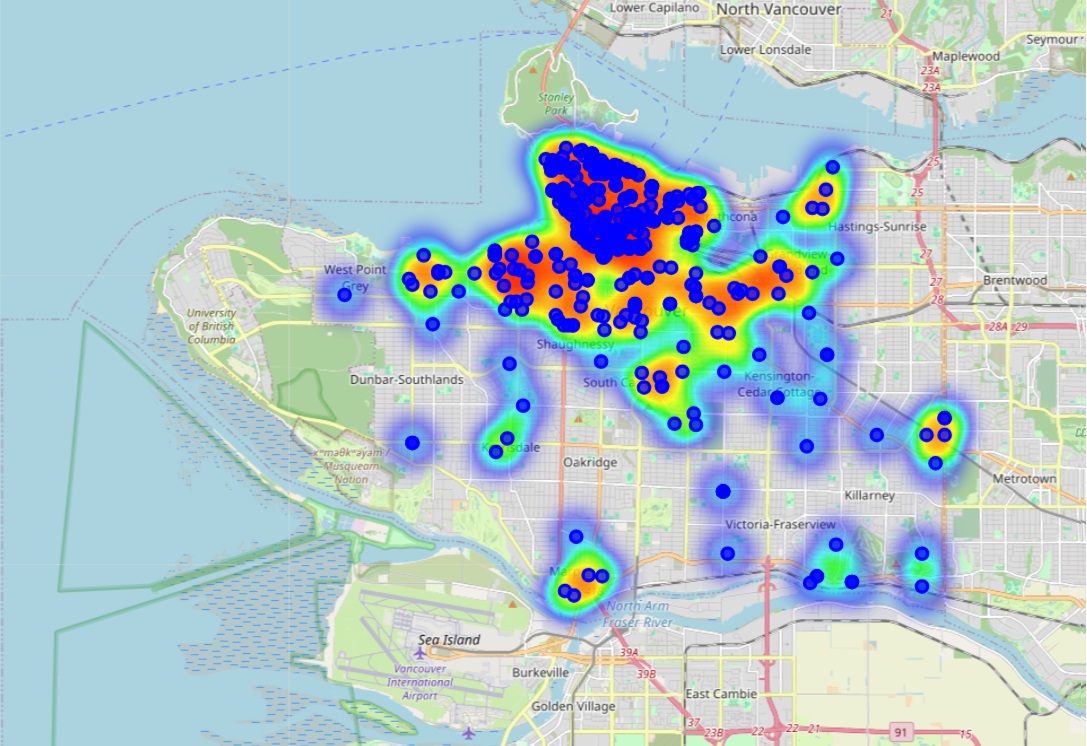 Lower Capilano
North Vancouver
21
Lower Lonsdale
Seymour
Maplewood
23A
23A
Stanley
Park
25
25
thcona
Hastings-Sunrise
27
West Point
Grey
Brentwood
27
28
University
of British
Columbia
28A 29
Shaughnessy
Dunbar-Southlands
South Ca
Kensington-
Cedar Cottage
Musqueam
Nation
Oakridge
Metrotown
Killarney
Victoria-Fraserview
North Arm
Fraser River
Sea Island
39A
Vancouver
International
Airport
Burkeville
39B
East Cambie
Golden Village
37
23B
22
22
21
91
15